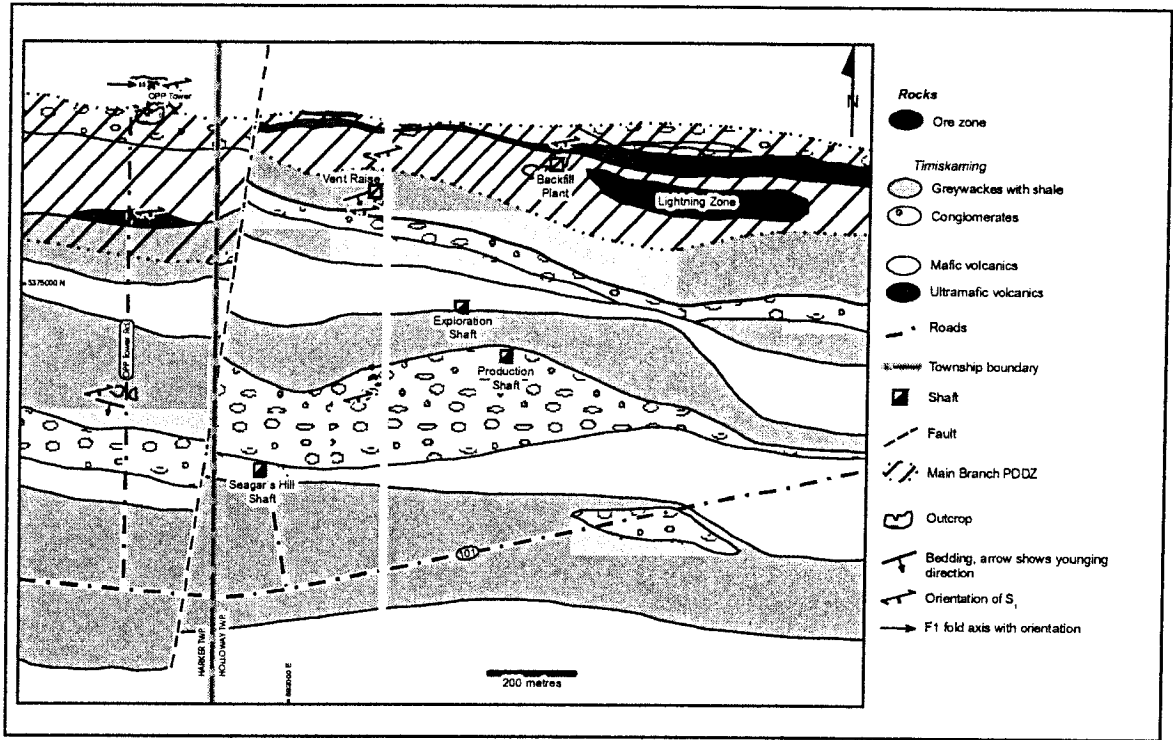 OPP Tower
N
Vent Raise
Backfill
Plant
Lightning Zone
5375000 N
Exploration
Shaft
OPP Tower Rd
Production
Shaft
Seagar's Hill
Shaft
101
HARKER TWP.
HOLLOWAY TWP.
200 metres
Rocks
Ore zone
Timiskaming
Greywackes with shale
Conglomerates
Mafic volcanics
Ultramafic volcanics
Roads
Township boundary
Shaft
Fault
Main Branch PDDZ
Outcrop
Bedding, arrow shows younging
direction
Orientation of S₁
F1 fold axis with orientation